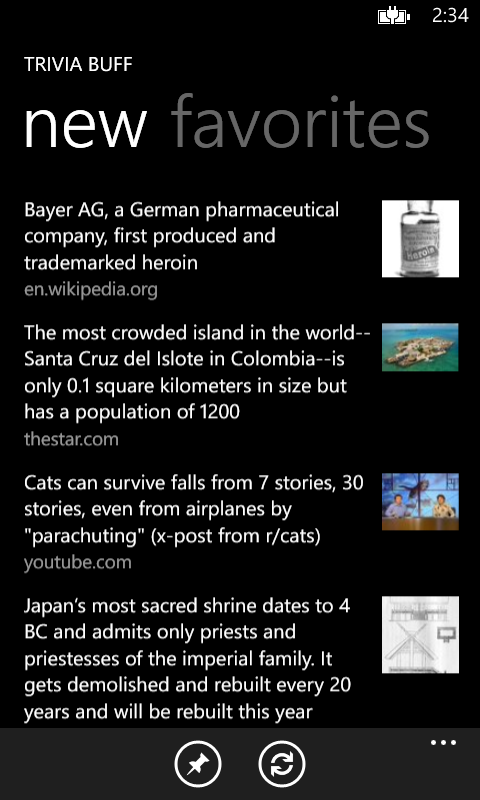 2:34
TRIVIA BUFF
new favorites
Bayer AG, a German pharmaceutical
company, first produced and
trademarked heroin
en.wikipedia.org
Heroin
The most crowded island in the world--
Santa Cruz del Islote in Colombia--is
only 0.1 square kilometers in size but
has a population of 1200
thestar.com
Cats can survive falls from 7 stories, 30
stories, even from airplanes by
"parachuting" (x-post from r/cats)
youtube.com
Japan’s most sacred shrine dates to 4
BC and admits only priests and
priestesses of the imperial family. It
gets demolished and rebuilt every 20
years and will be rebuilt this year